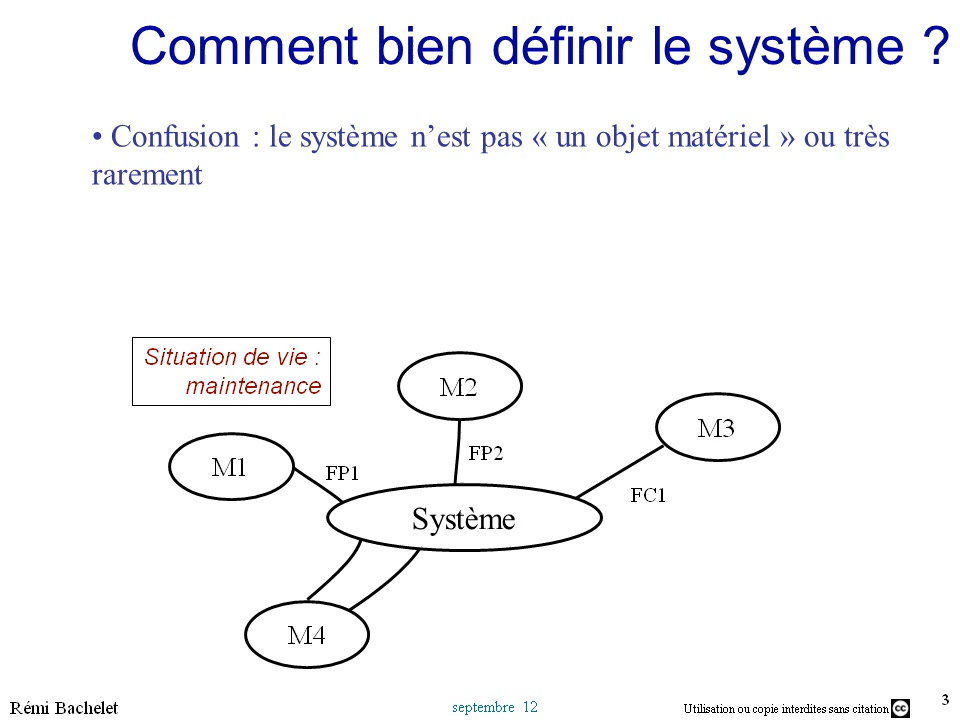 Comment bien définir le système ?
• Confusion : le système n’est pas « un objet matériel » ou très
rarement
Situation de vie :
maintenance
M2
M3
M1
FP1
FP2
FC1
Système
M4
Rémi Bachelet
septembre 12
Utilisation ou copie interdites sans citation
cc
3